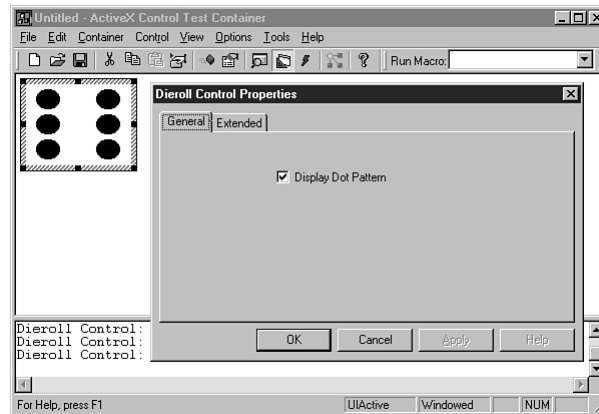 Untitled - ActiveX Control Test Container
File Edit Container Control View Options Tools Help
Run Macro:
Dieroll Control Properties
General Extended
Display Dot Pattern
Dieroll Control:
Dieroll Control:
Dieroll Control:
OK Cancel Apply Help
For Help, press F1 UIActive Windowed NUM